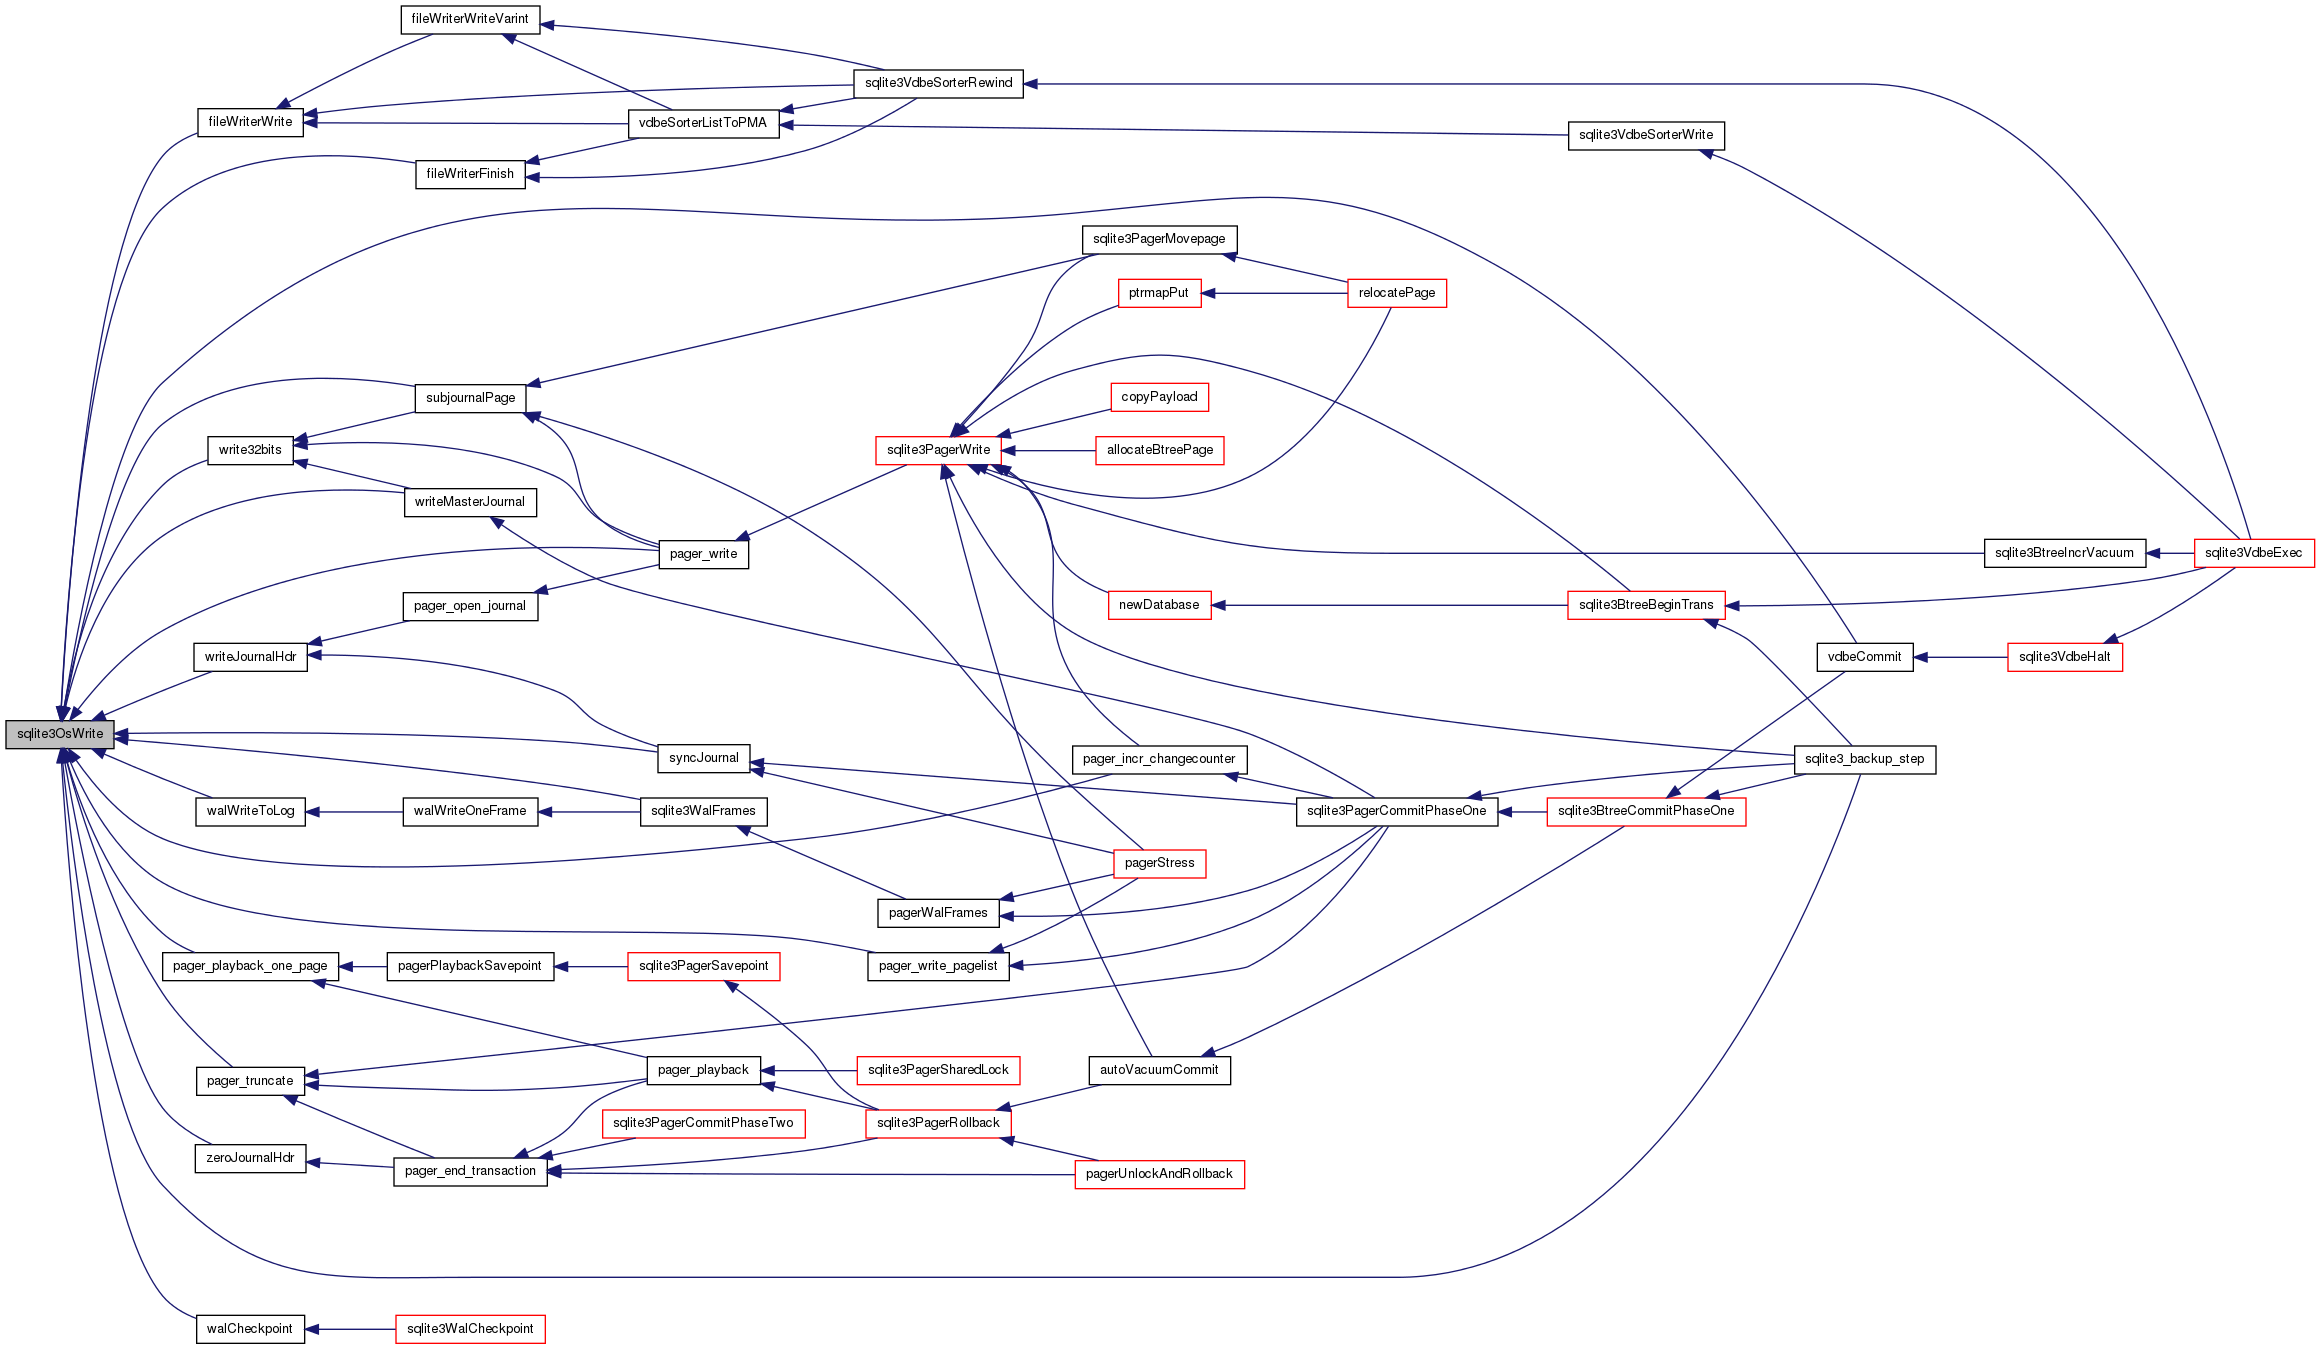 fileWriterWriteVarint
sqlite3VdbeSorterRewind
fileWriterWrite
vdbeSorterListToPMA
sqlite3VdbeSorterWrite
fileWriterFinish
sqlite3PagerMovepage
ptrmapPut
relocatePage
subjournalPage
copyPayload
write32bits
sqlite3PagerWrite
allocateBtreePage
writeMasterJournal
pager_write
sqlite3BtreeIncrVacuum
sqlite3VdbeExec
pager_open_journal
newDatabase
sqlite3BtreeBeginTrans
writeJournalHdr
vdbeCommit
sqlite3VdbeHalt
sqlite3OsWrite
syncJournal
pager_incr_changecounter
sqlite3_backup_step
walWriteToLog
walWriteOneFrame
sqlite3WalFrames
sqlite3PagerCommitPhaseOne
sqlite3BtreeCommitPhaseOne
pagerStress
pagerWalFrames
pager_playback_one_page
pagerPlaybackSavepoint
sqlite3PagerSavepoint
pager_write_pagelist
pager_truncate
pager_playback
sqlite3PagerSharedLock
autoVacuumCommit
sqlite3PagerCommitPhaseTwo
sqlite3PagerRollback
zeroJournalHdr
pager_end_transaction
pagerUnlockAndRollback
walCheckpoint
sqlite3WalCheckpoint